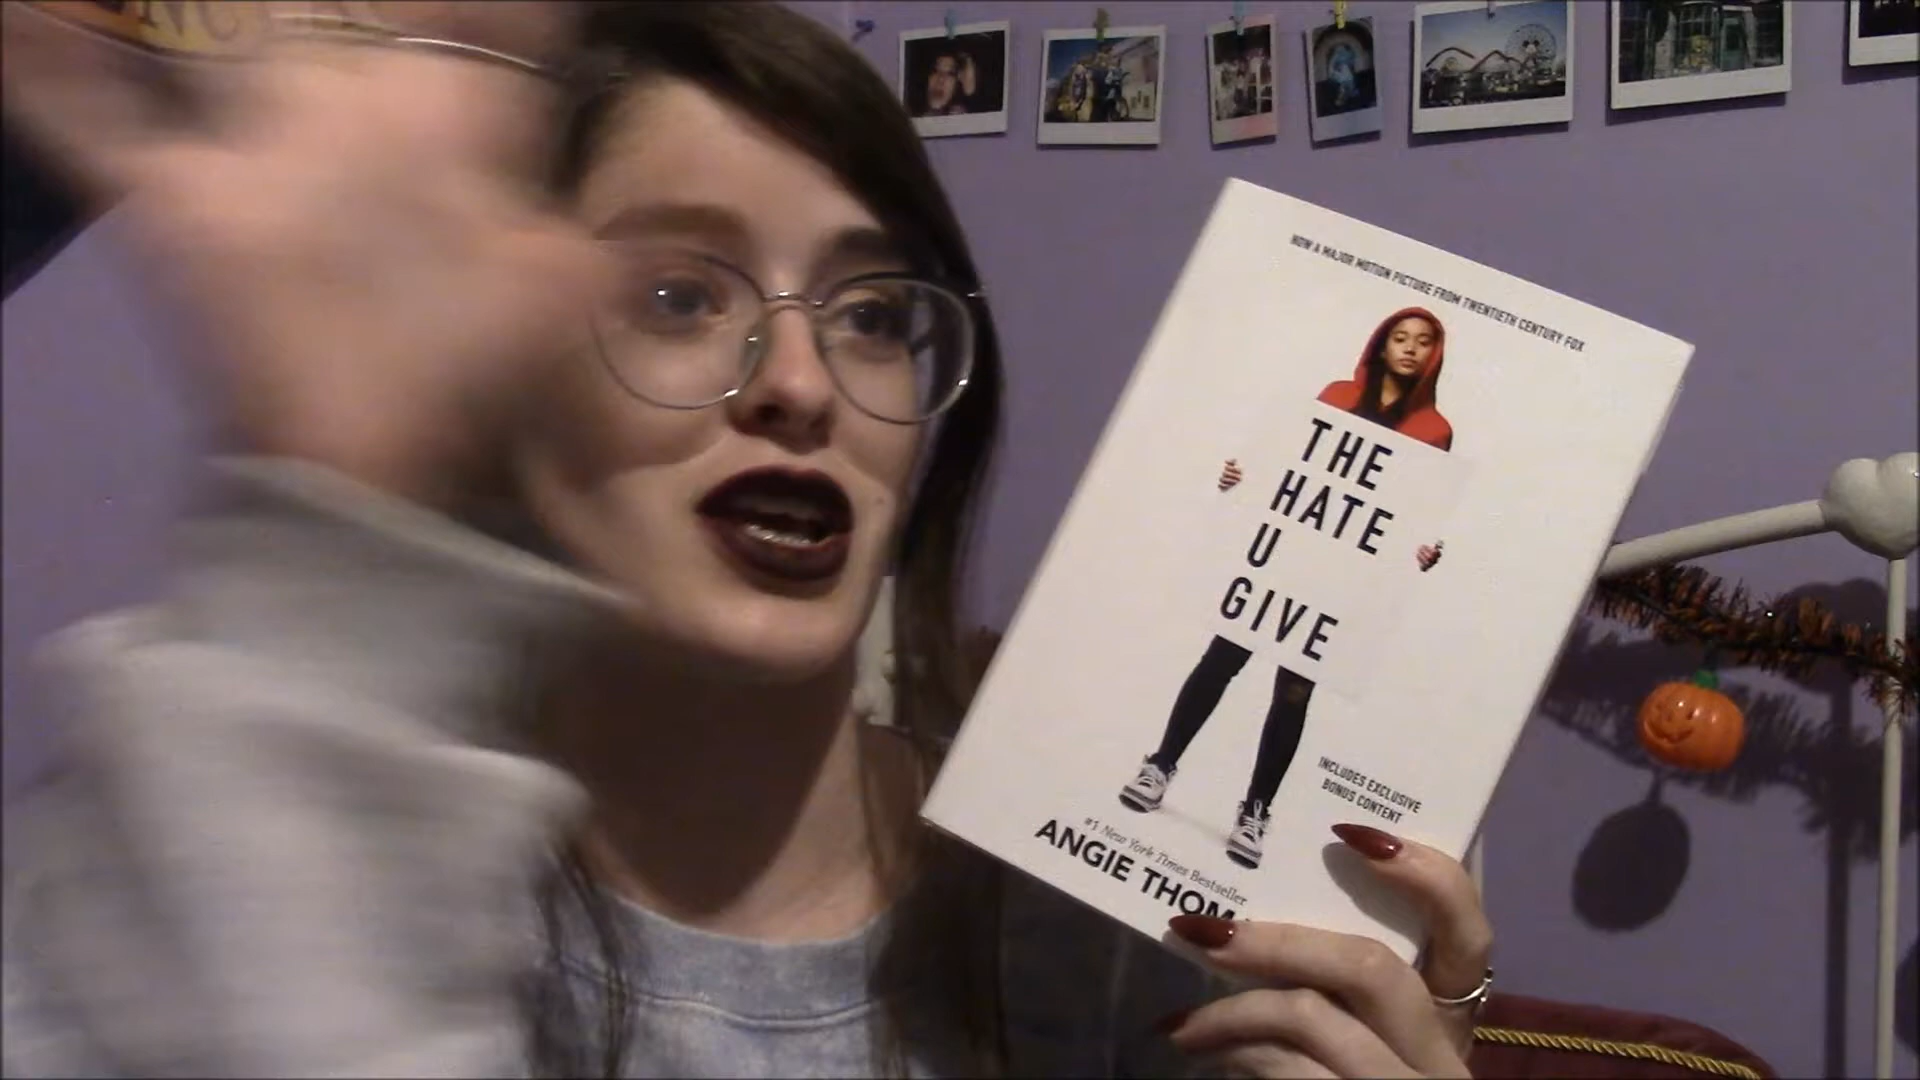 NOW A MAJOR MOTION PICTURE FROM TWENTIETH CENTURY FOX
THE
HATE
U
GIVE
INCLUDES EXCLUSIVE
BONUS CONTENT
#1 New York Times Bestseller
ANGIE THOM